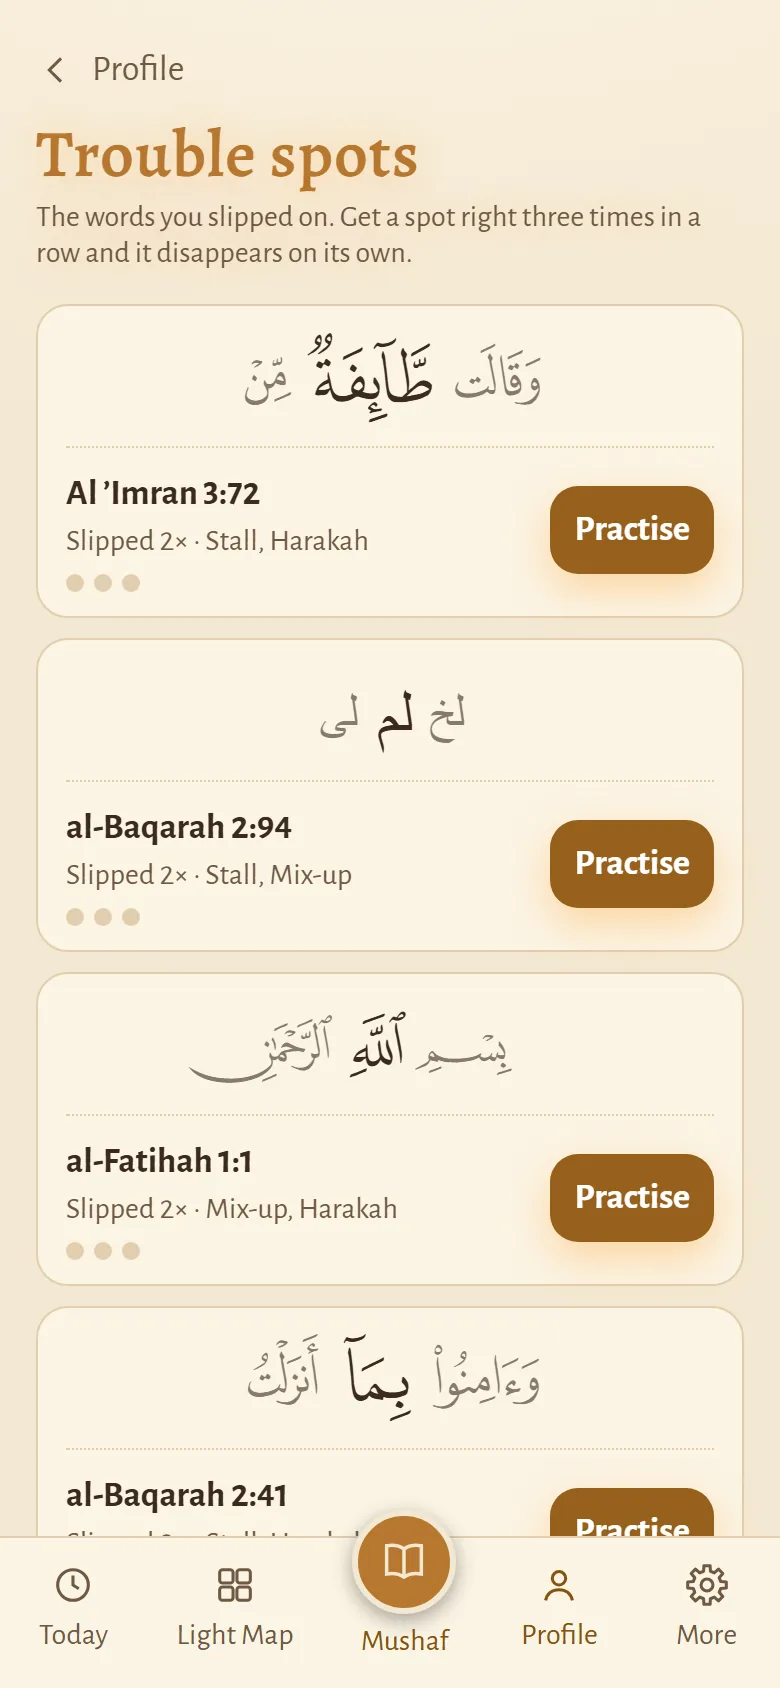 Profile
Trouble spots
The words you slipped on. Get a spot right three times in a
row and it disappears on its own.
وَقَالَت طَّآئِفَةٌ مِّنْ
Al ’Imran 3:72
Slipped 2× · Stall, Harakah
Practise
لخ لم لى
al-Baqarah 2:94
Slipped 2× · Stall, Mix-up
Practise
بِسْمِ ٱللَّهِ ٱلرَّحْمَٰنِ
al-Fatihah 1:1
Slipped 2× · Mix-up, Harakah
Practise
وَءَامِنُوا۟ بِمَآ أَنزَلْتُ
al-Baqarah 2:41
Practise
Today
Light Map
Mushaf
Profile
More